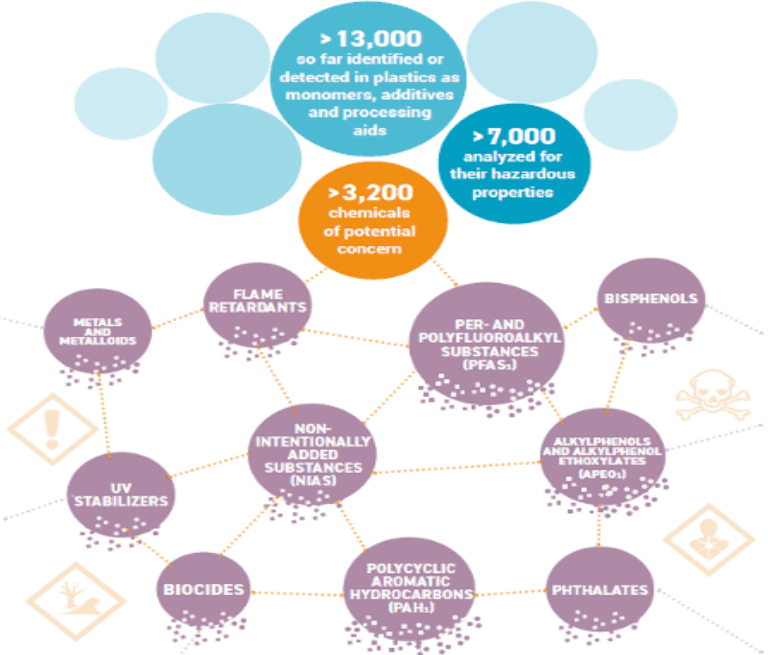 >13,000
so far identified or
detected in plastics as
monomers, additives
and processing
aids
>7,000
analyzed for
their hazardous
properties
>3,200
chemicals
of potential
concern
FLAME
RETARDANTS
BISPHENOLS
METALS
AND
METALLOIDS
PER- AND
POLYFLUOROALKYL
SUBSTANCES
(PFASs)
NON-
INTENTIONALLY
ADDED
SUBSTANCES
(NIAS)
ALKYLPHENOLS
AND ALKYLPHENOL
ETHOXYLATES
(APEOs)
UV
STABILIZERS
BIOCIDES
POLYCYCLIC
AROMATIC
HYDROCARBONS
(PAHs)
PHTHALATES